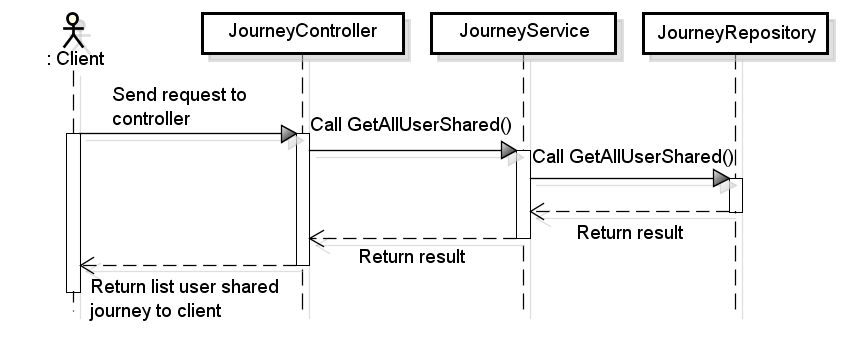 JourneyController
JourneyService
JourneyRepository
: Client
Send request to
controller
Call GetAllUserShared()
Call GetAllUserShared()
Return result
Return result
Return list user shared
journey to client